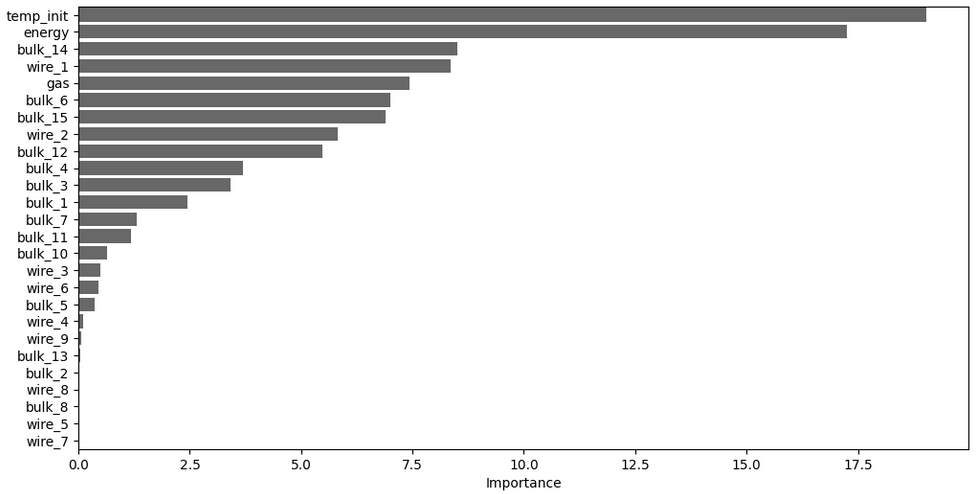 temp_init
energy
bulk_14
wire_1
gas
bulk_6
bulk_15
wire_2
bulk_12
bulk_4
bulk_3
bulk_1
bulk_7
bulk_11
bulk_10
wire_3
wire_6
bulk_5
wire_4
wire_9
bulk_13
bulk_2
wire_8
bulk_8
wire_5
wire_7
0.0 2.5 5.0 7.5 10.0 12.5 15.0 17.5
Importance